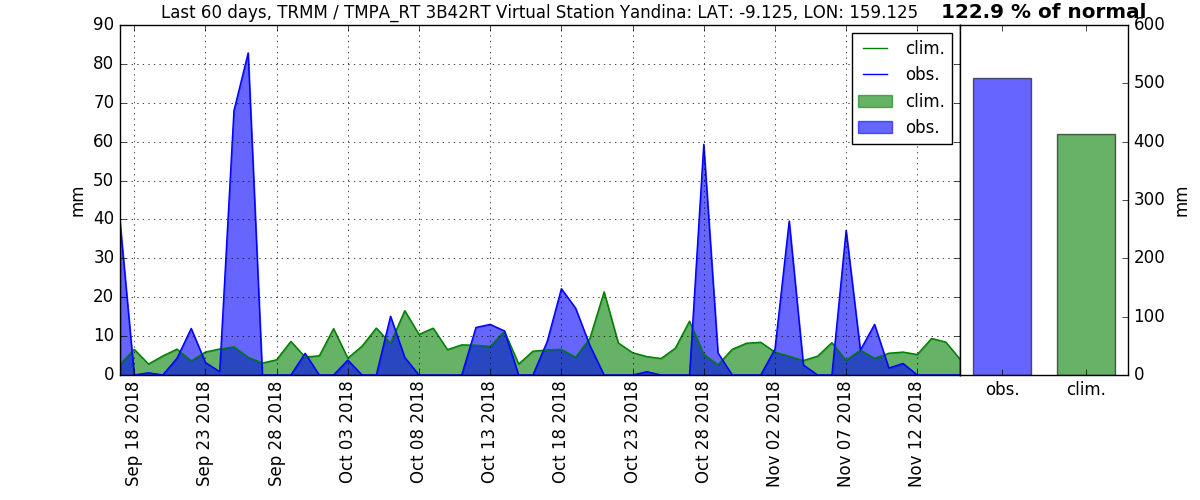 Last 60 days, TRMM / TMPA_RT 3B42RT Virtual Station Yandina: LAT: -9.125, LON: 159.125
122.9 % of normal
90
80
70
60
50
40
30
20
10
0
mm
clim.
obs.
clim.
obs.
Sep 18 2018
Sep 23 2018
Sep 28 2018
Oct 03 2018
Oct 08 2018
Oct 13 2018
Oct 18 2018
Oct 23 2018
Oct 28 2018
Nov 02 2018
Nov 07 2018
Nov 12 2018
600
500
400
300
200
100
0
mm
obs.
clim.